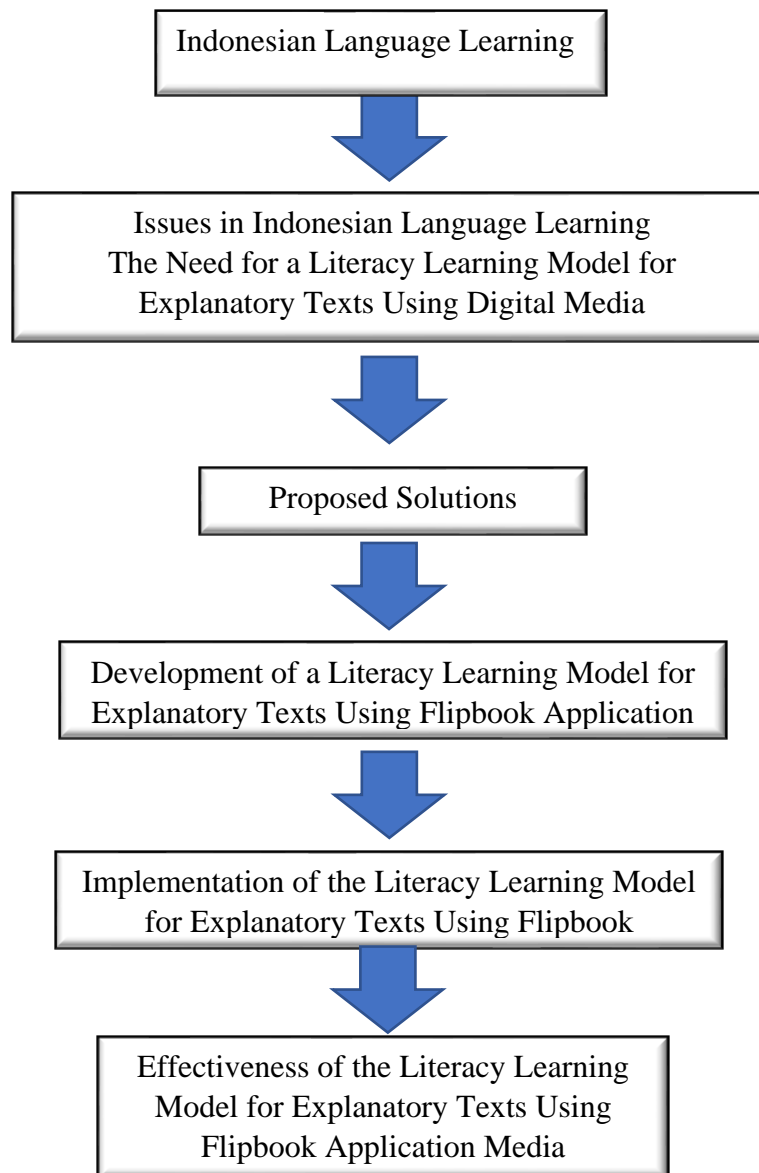 Indonesian Language Learning
Issues in Indonesian Language Learning
The Need for a Literacy Learning Model for
Explanatory Texts Using Digital Media
Proposed Solutions
Development of a Literacy Learning Model for
Explanatory Texts Using Flipbook Application
Implementation of the Literacy Learning Model
for Explanatory Texts Using Flipbook
Effectiveness of the Literacy Learning
Model for Explanatory Texts Using
Flipbook Application Media